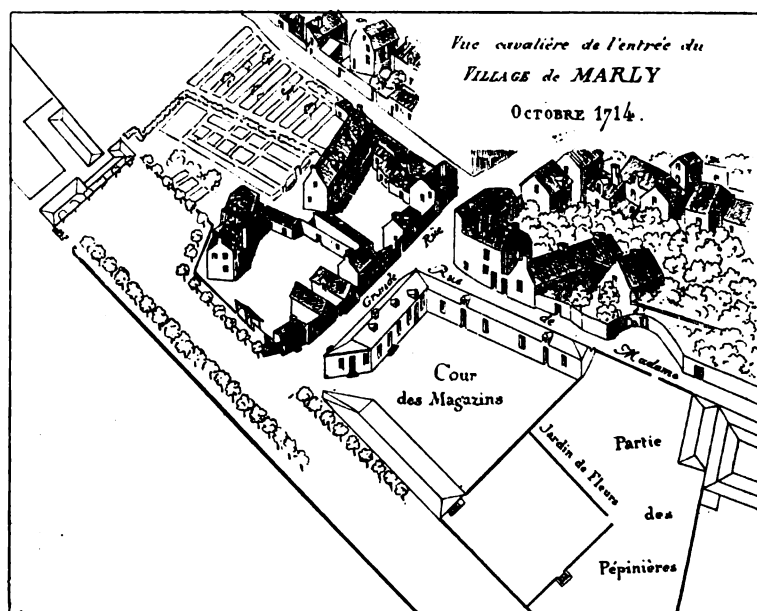 Vue cavalière de l'entrée du
VILLAGE de MARLY
OCTOBRE 1714.
Grande Rüe
Rue de Madame
Cour
des Magazins
Jardin de Fleurs
Partie
des
Pépinières